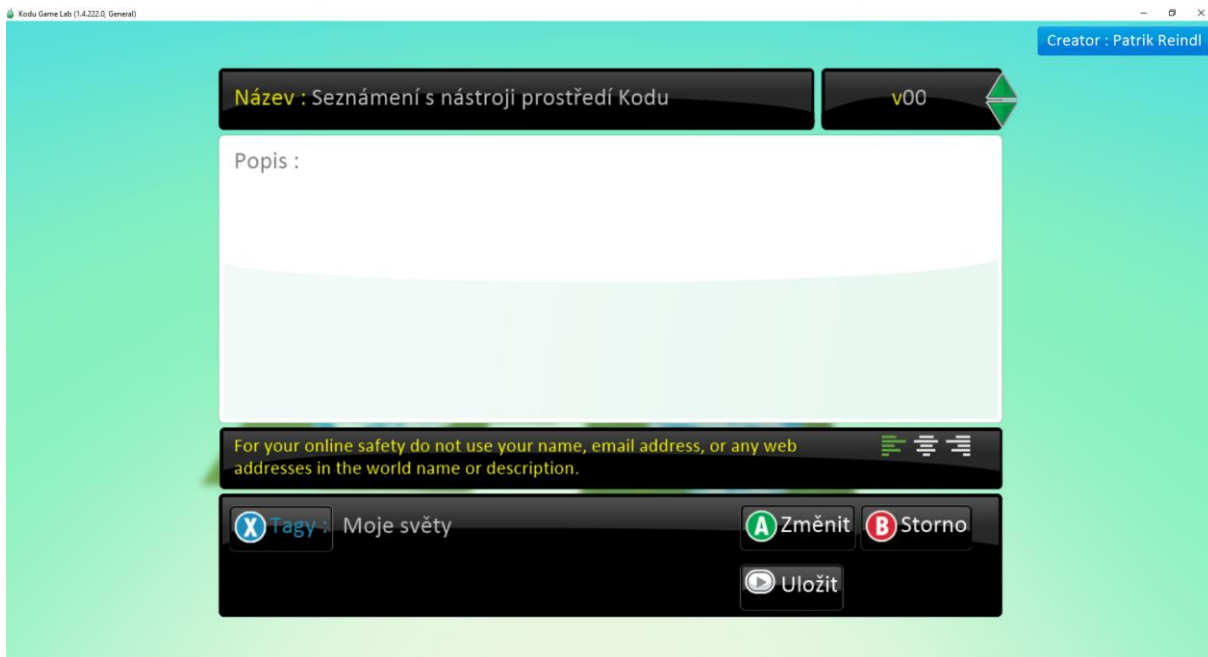 Kodu Game Lab (1.4.222.0, General)
Creator : Patrik Reindl
Název : Seznámení s nástroji prostředí Kodu
v00
Popis :
For your online safety do not use your name, email address, or any web
addresses in the world name or description.
X Tagy : Moje světy
A Změnit B Storno
Uložit